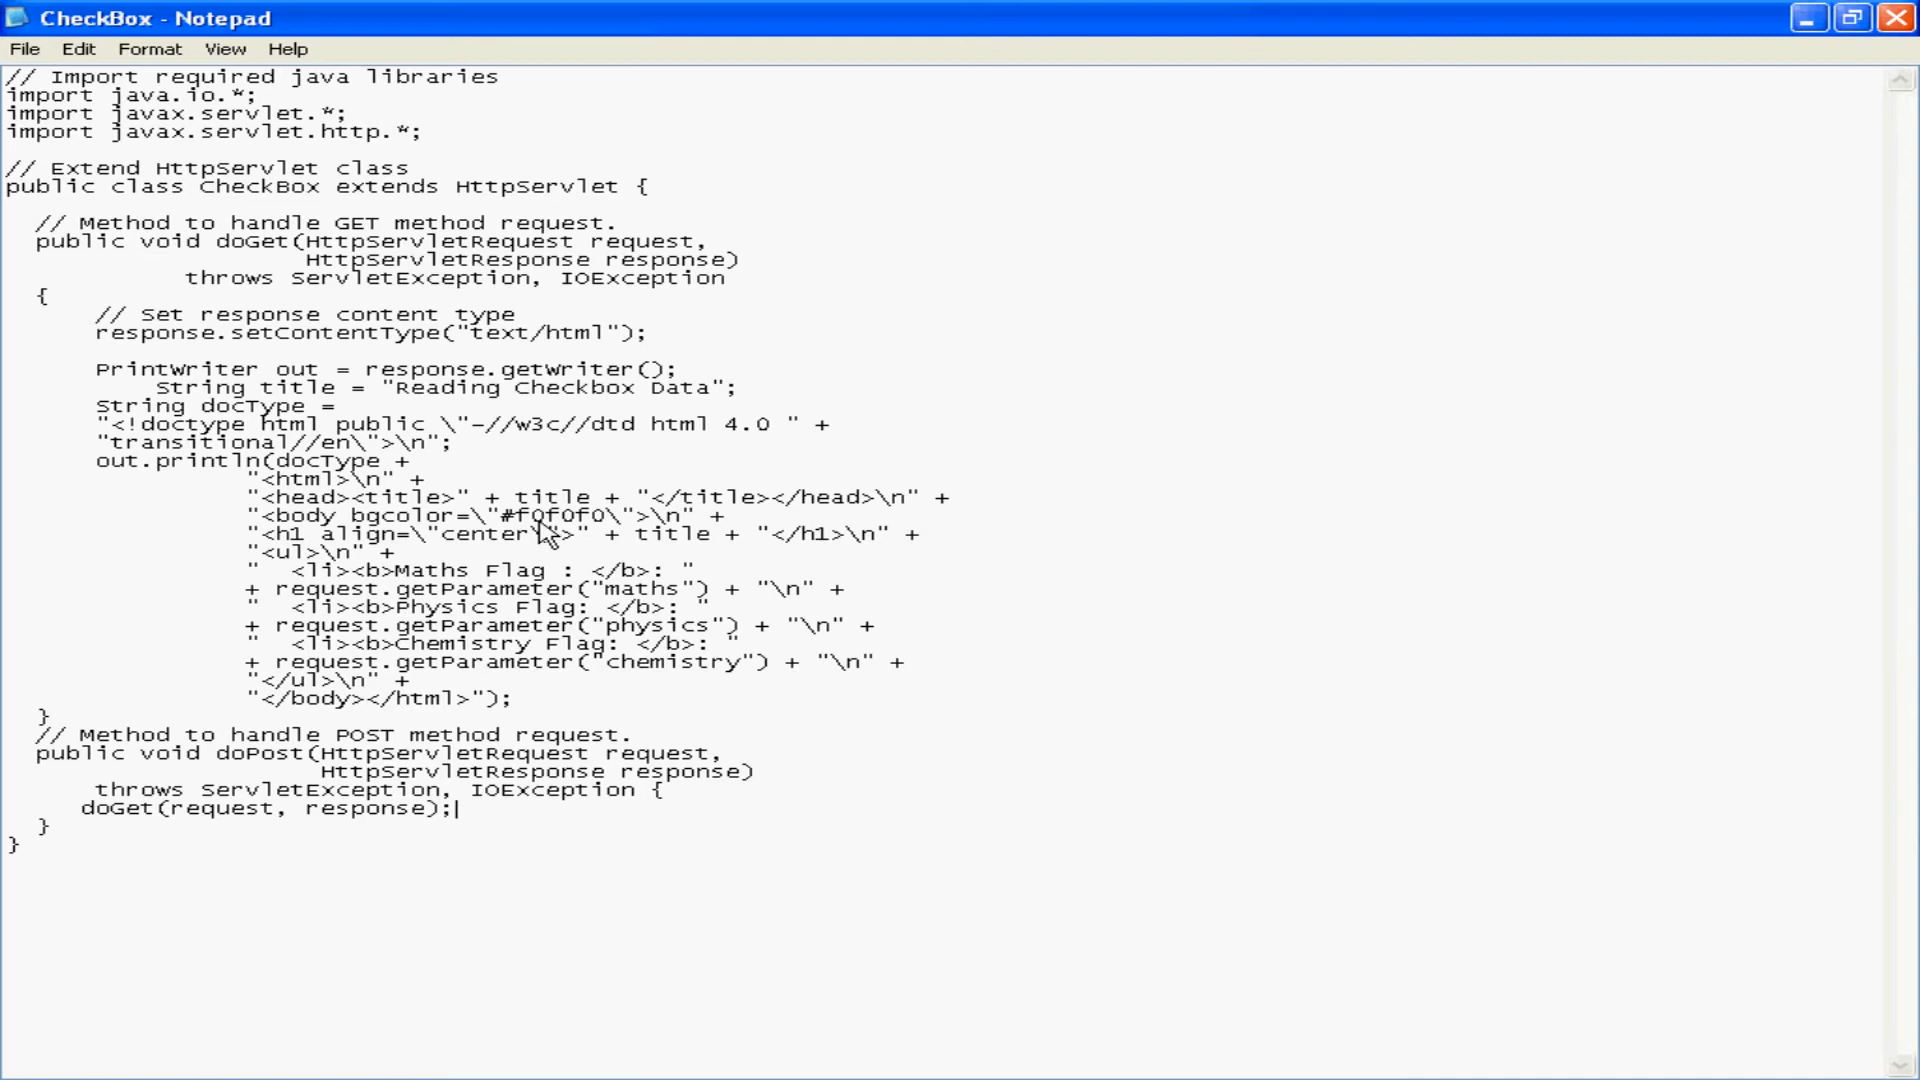 CheckBox - Notepad
File Edit Format View Help
// Import required java libraries
import java.io.*;
import javax.servlet.*;
import javax.servlet.http.*;
// Extend HttpServlet class
public class CheckBox extends HttpServlet {
// Method to handle GET method request.
public void doGet(HttpServletRequest request,
HttpServletResponse response)
throws ServletException, IOException
{
// Set response content type
response.setContentType("text/html");
PrintWriter out = response.getWriter();
String title = "Reading Checkbox Data";
String docType =
"<!doctype html public \"-//w3c//dtd html 4.0 " +
"transitional//en\">\n";
out.println(docType +
"<html>\n" +
"<head><title>" + title + "</title></head>\n" +
"<body bgcolor=\"#f0f0f0\">\n" +
"<h1 align=\"center\">" + title + "</h1>\n" +
"<ul>\n" +
"  <li><b>Maths Flag : </b>: "
+ request.getParameter("maths") + "\n" +
"  <li><b>Physics Flag: </b>: "
+ request.getParameter("physics") + "\n" +
"  <li><b>Chemistry Flag: </b>: "
+ request.getParameter("chemistry") + "\n" +
"</ul>\n" +
"</body></html>");
}
// Method to handle POST method request.
public void doPost(HttpServletRequest request,
HttpServletResponse response)
throws ServletException, IOException {
doGet(request, response);
}
}